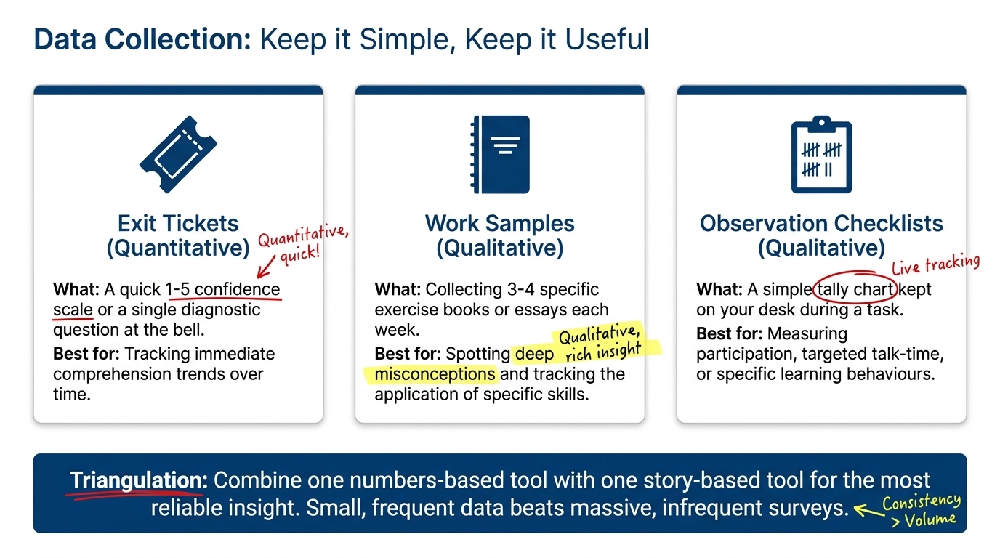 Data Collection: Keep it Simple, Keep it Useful
Exit Tickets
(Quantitative)
Quantitative,
quick!
What: A quick 1-5 confidence
scale or a single diagnostic
question at the bell.
Best for: Tracking immediate
comprehension trends over
time.
Work Samples
(Qualitative)
What: Collecting 3-4 specific
exercise books or essays each
week.
Qualitative,
rich insight
Best for: Spotting deep
misconceptions and tracking the
application of specific skills.
Observation Checklists
(Qualitative)
Live tracking
What: A simple tally chart kept
on your desk during a task.
Best for: Measuring
participation, targeted talk-time,
or specific learning behaviours.
Triangulation: Combine one numbers-based tool with one story-based tool for the most
reliable insight. Small, frequent data beats massive, infrequent surveys.
Consistency
> Volume